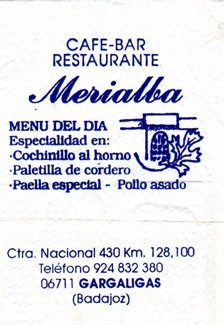 CAFE-BAR
RESTAURANTE
Merialba
MENU DEL DIA
Especialidad en:
·Cochinillo al horno
·Paletilla de cordero
·Paella especial - Pollo asado
Ctra. Nacional 430 Km. 128,100
Teléfono 924 832 380
06711 GARGALIGAS
(Badajoz)